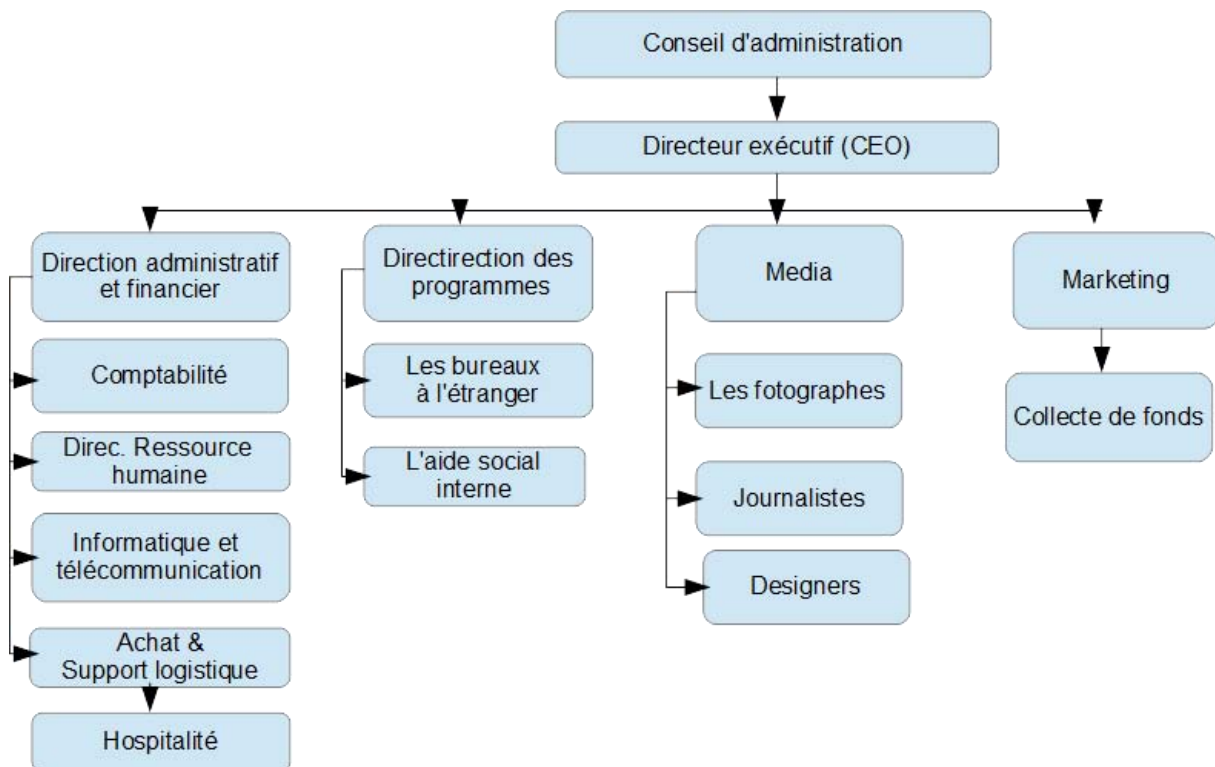 Conseil d'administration
Directeur exécutif (CEO)
Direction administratif
et financier
Directirection des
programmes
Media
Marketing
Comptabilité
Direc. Ressource
humaine
Informatique et
télécommunication
Achat &
Support logistique
Hospitalité
Les bureaux
à l'étranger
L'aide social
interne
Les fotographes
Journalistes
Designers
Collecte de fonds